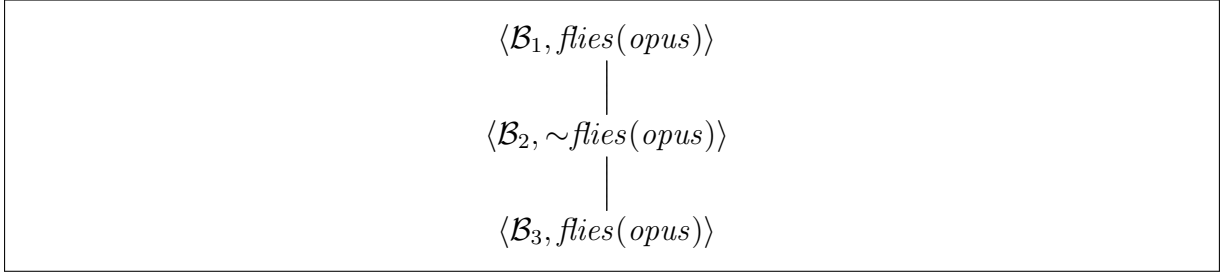 ⟨ℬ₁, flies(opus)⟩
⟨ℬ₂, ∼flies(opus)⟩
⟨ℬ₃, flies(opus)⟩